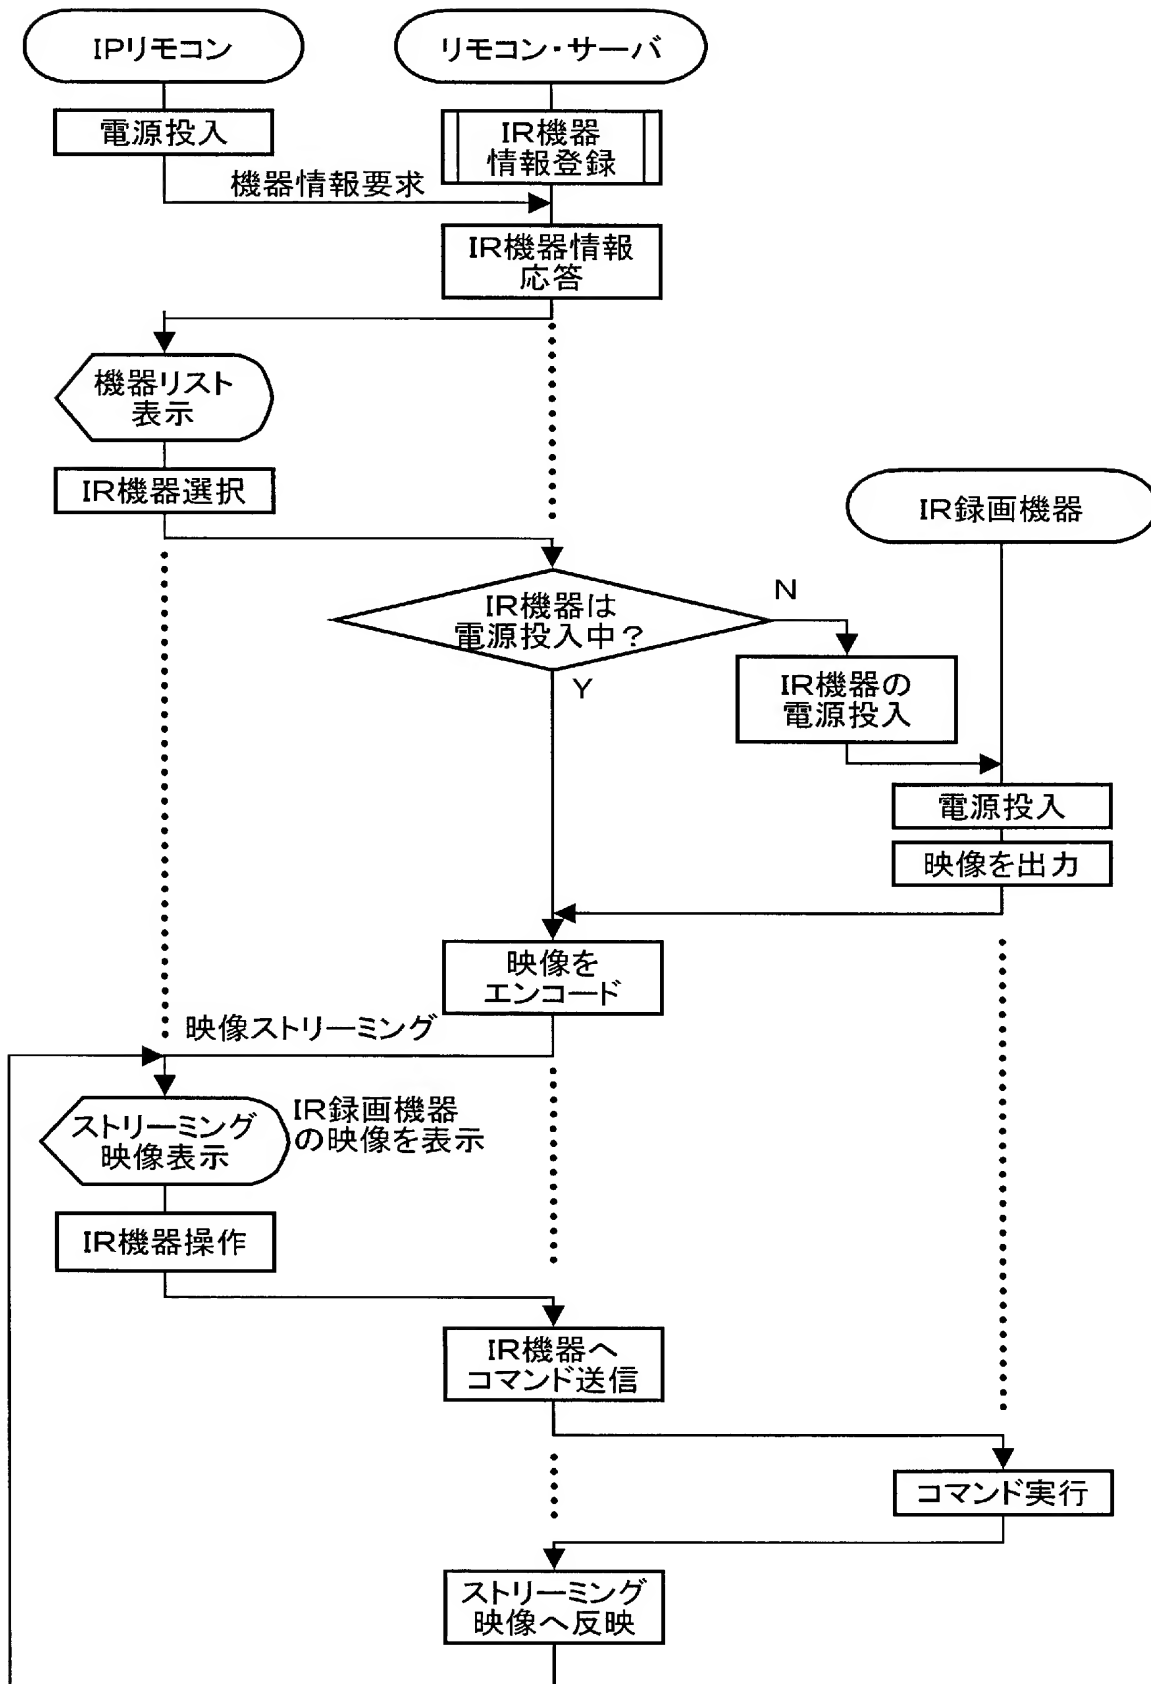 IPリモコン
リモコン・サーバ
電源投入
IR機器
情報登録
機器情報要求
IR機器情報
応答
機器リスト
表示
IR機器選択
IR録画機器
IR機器は
電源投入中?
N
Y
IR機器の
電源投入
電源投入
映像を出力
映像を
エンコード
映像ストリーミング
ストリーミング
映像表示
IR録画機器
の映像を表示
IR機器操作
IR機器へ
コマンド送信
コマンド実行
ストリーミング
映像へ反映